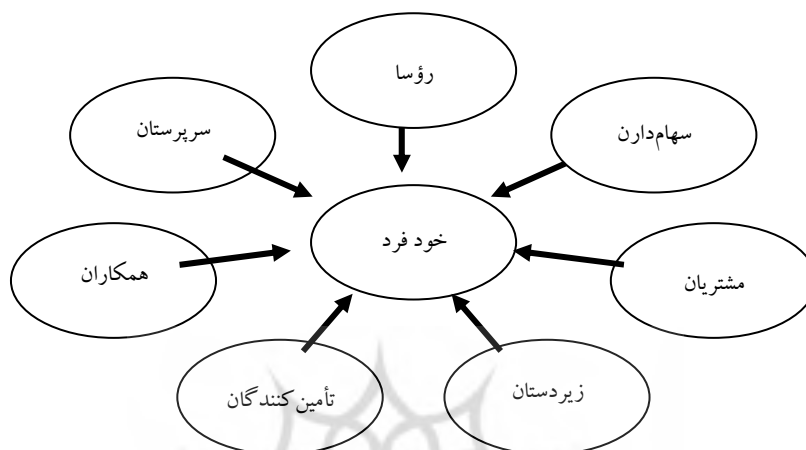 رؤسا
سهام‌دارن
سرپرستان
خود فرد
مشتریان
همکاران
زیردستان
تأمین‌کنندگان